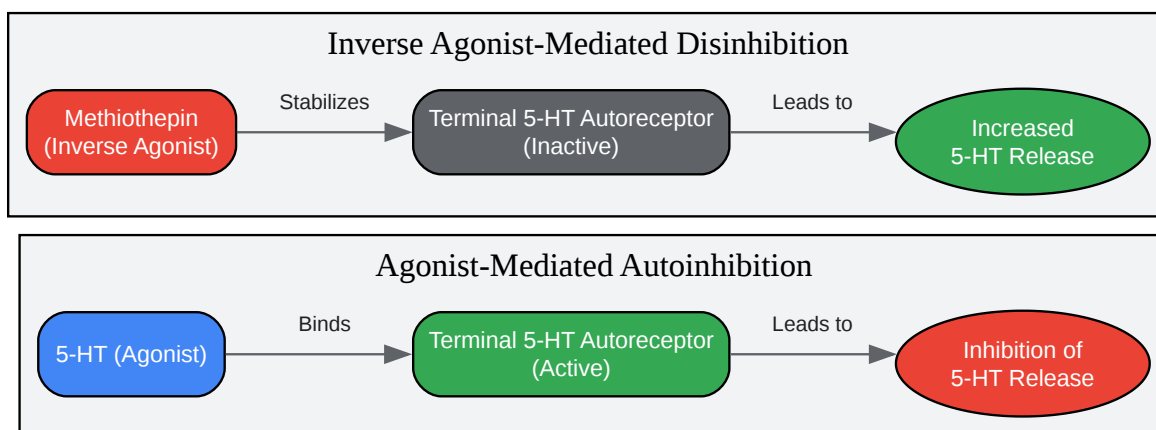 Inverse Agonist-Mediated Disinhibition
Methiothepin
(Inverse Agonist)
Stabilizes
Terminal 5-HT Autoreceptor
(Inactive)
Leads to
Increased
5-HT Release
Agonist-Mediated Autoinhibition
5-HT (Agonist)
Binds
Terminal 5-HT Autoreceptor
(Active)
Leads to
Inhibition of
5-HT Release